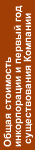 Общая стоимость
инкорпорации и первый год
существования компании